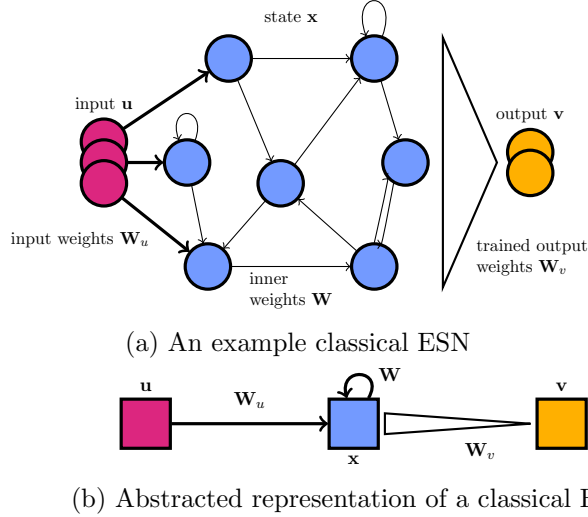 state x
input u
output v
input weights W_u
inner
weights W
trained output
weights W_v
(a) An example classical ESN
u
W_u
W
x
W_v
v
(b) Abstracted representation of a classical